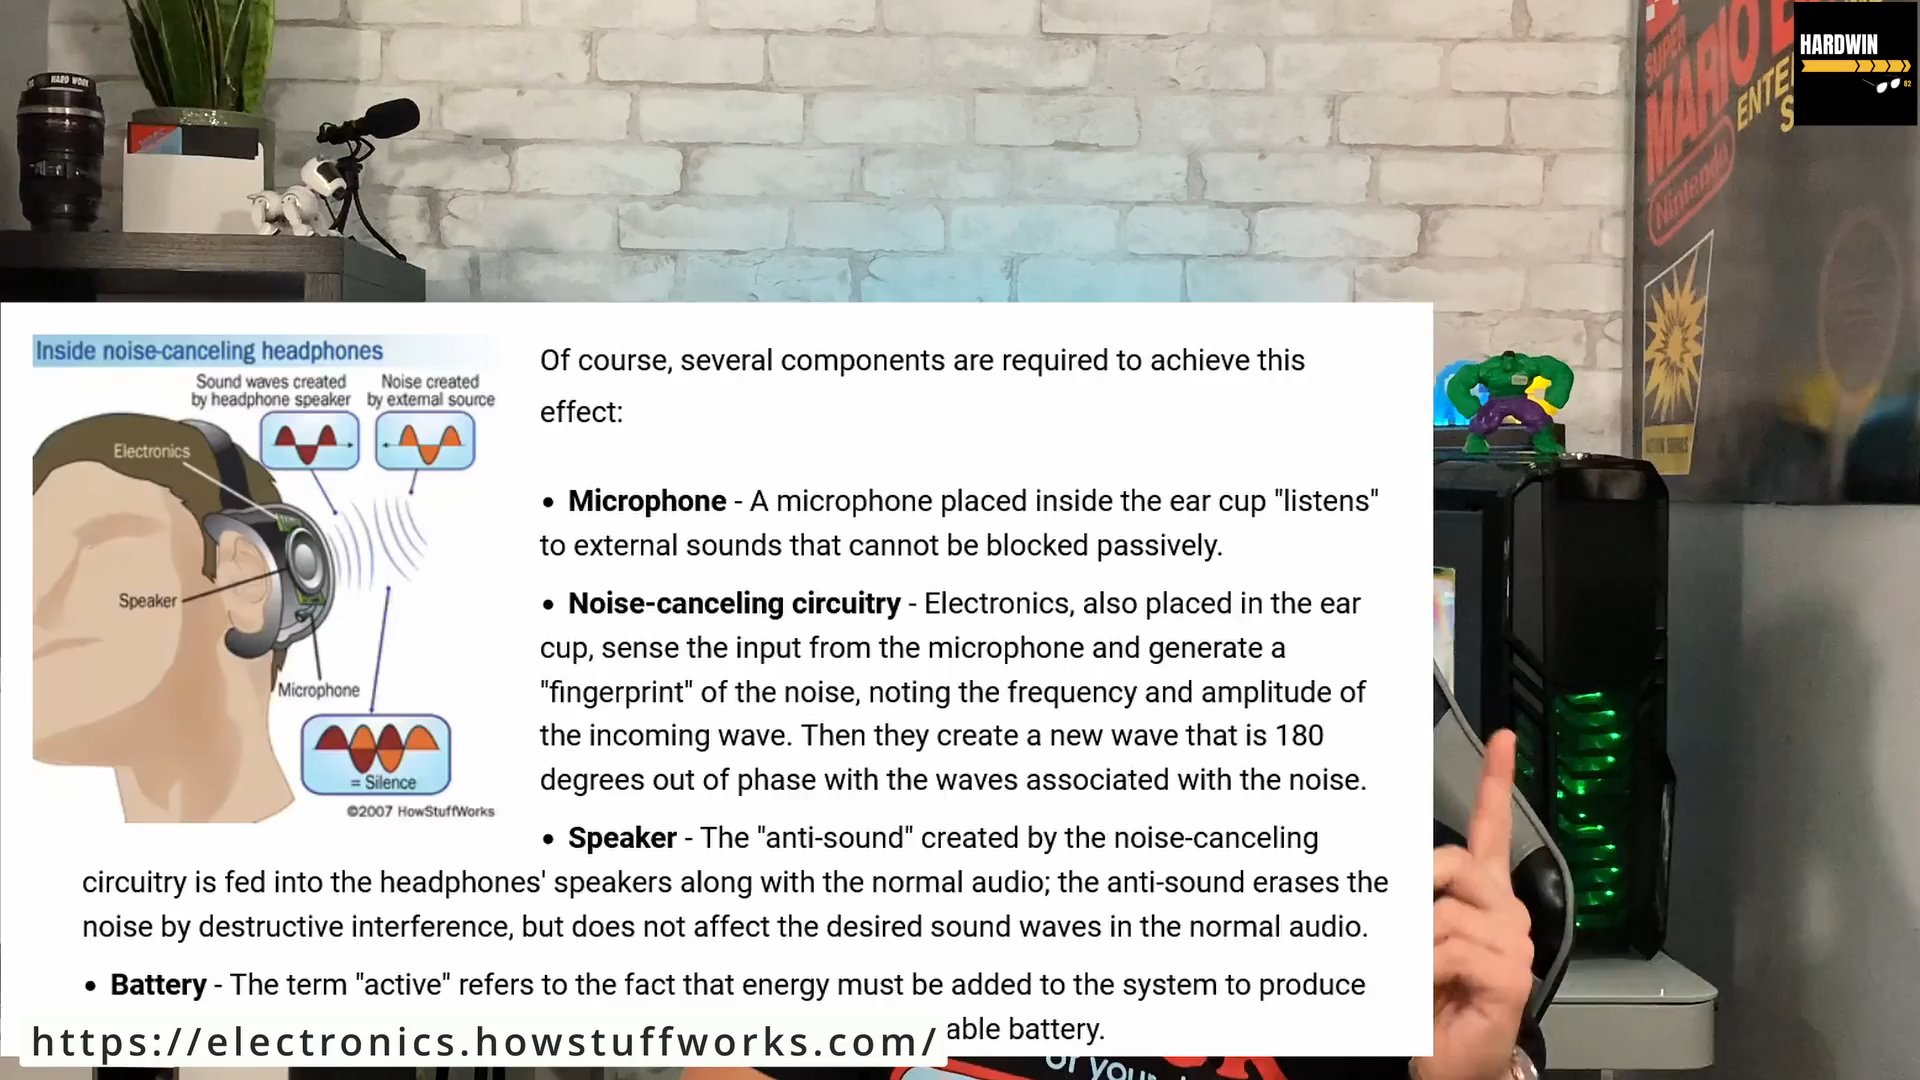 HARD WORK
HARDWIN
82
SUPER
MARIO
ENTE
S
Nintendo
ACTION SERIES
Inside noise-canceling headphones
Sound waves created
by headphone speaker
Noise created
by external source
Electronics
Speaker
Microphone
= Silence
©2007 HowStuffWorks
Of course, several components are required to achieve this
effect:
• Microphone - A microphone placed inside the ear cup "listens"
to external sounds that cannot be blocked passively.
• Noise-canceling circuitry - Electronics, also placed in the ear
cup, sense the input from the microphone and generate a
"fingerprint" of the noise, noting the frequency and amplitude of
the incoming wave. Then they create a new wave that is 180
degrees out of phase with the waves associated with the noise.
• Speaker - The "anti-sound" created by the noise-canceling
circuitry is fed into the headphones' speakers along with the normal audio; the anti-sound erases the
noise by destructive interference, but does not affect the desired sound waves in the normal audio.
• Battery - The term "active" refers to the fact that energy must be added to the system to produce
able battery.
https://electronics.howstuffworks.com/
of your